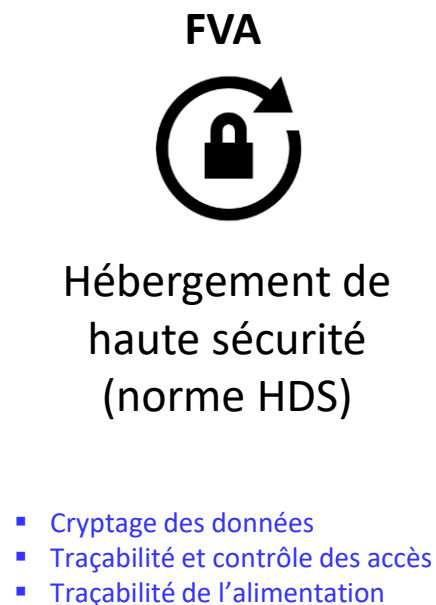 FVA
Hébergement de
haute sécurité
(norme HDS)
▪ Cryptage des données
▪ Traçabilité et contrôle des accès
▪ Traçabilité de l’alimentation